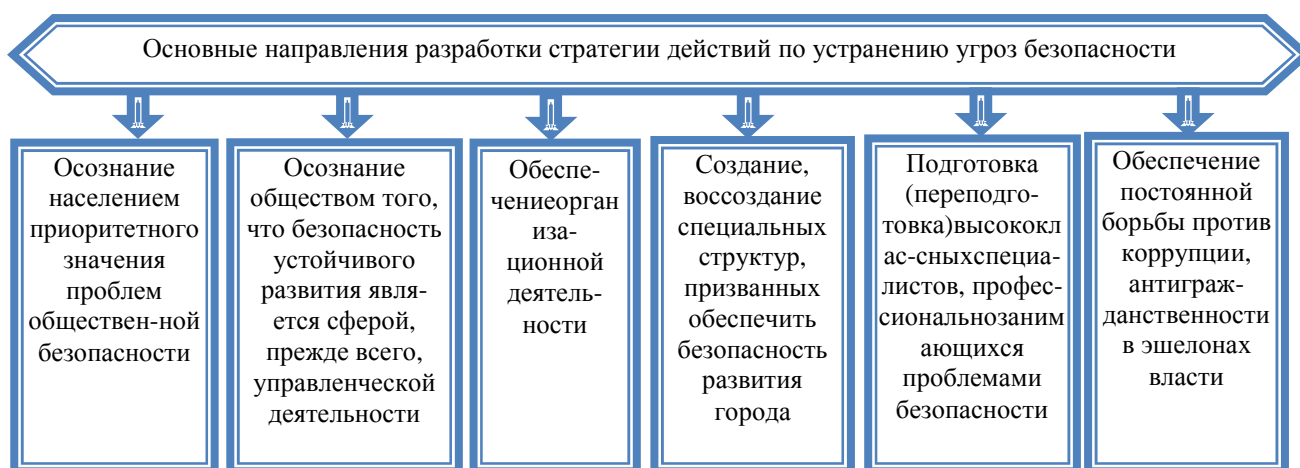 Основные направления разработки стратегии действий по устранению угроз безопасности
Осознание
населением
приоритетного
значения
проблем
обществен-ной
безопасности
Осознание
обществом того,
что безопасность
устойчивого
развития явля-
ется сферой,
прежде всего,
управленческой
деятельности
Обеспе-
чениеорган
иза-
ционной
деятель-
ности
Создание,
воссоздание
специальных
структур,
призванных
обеспечить
безопасность
развития
города
Подготовка
(переподго-
товка)высококл
ас-сныхспециа-
листов, профес-
сиональнозаним
ающихся
проблемами
безопасности
Обеспечение
постоянной
борьбы против
коррупции,
антиграж-
данственности
в эшелонах
власти